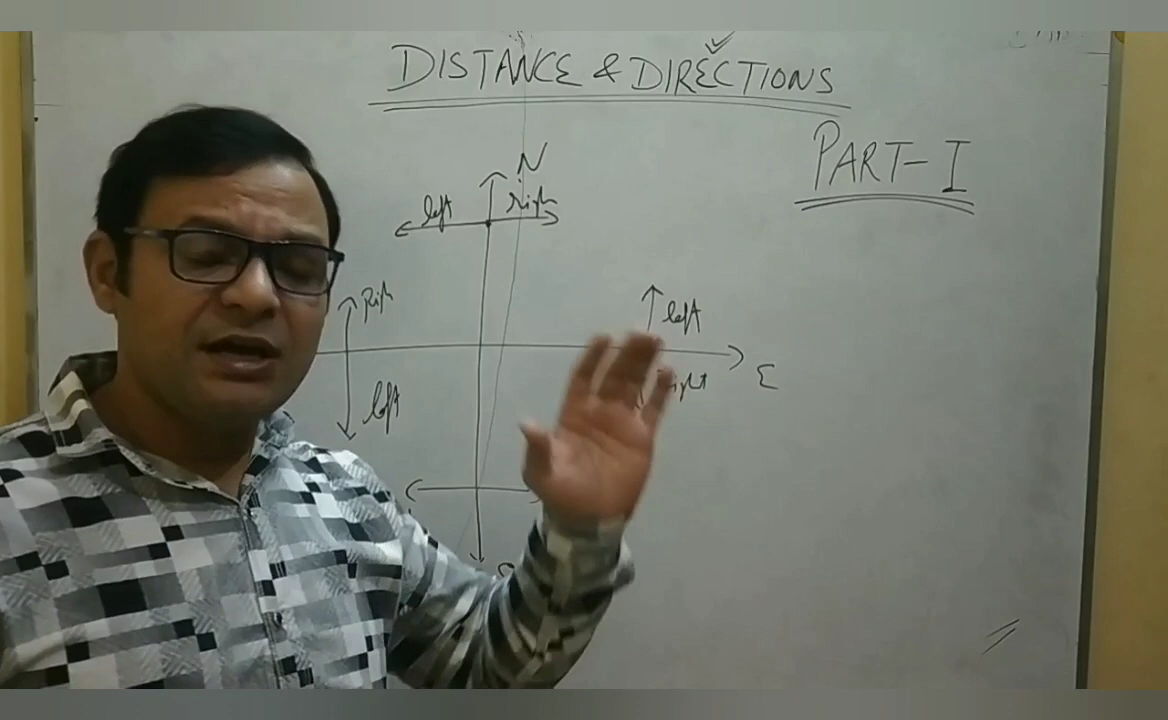 DISTANCE & DIRECTIONS
PART-I
N
left right
Right
left
left
right
E